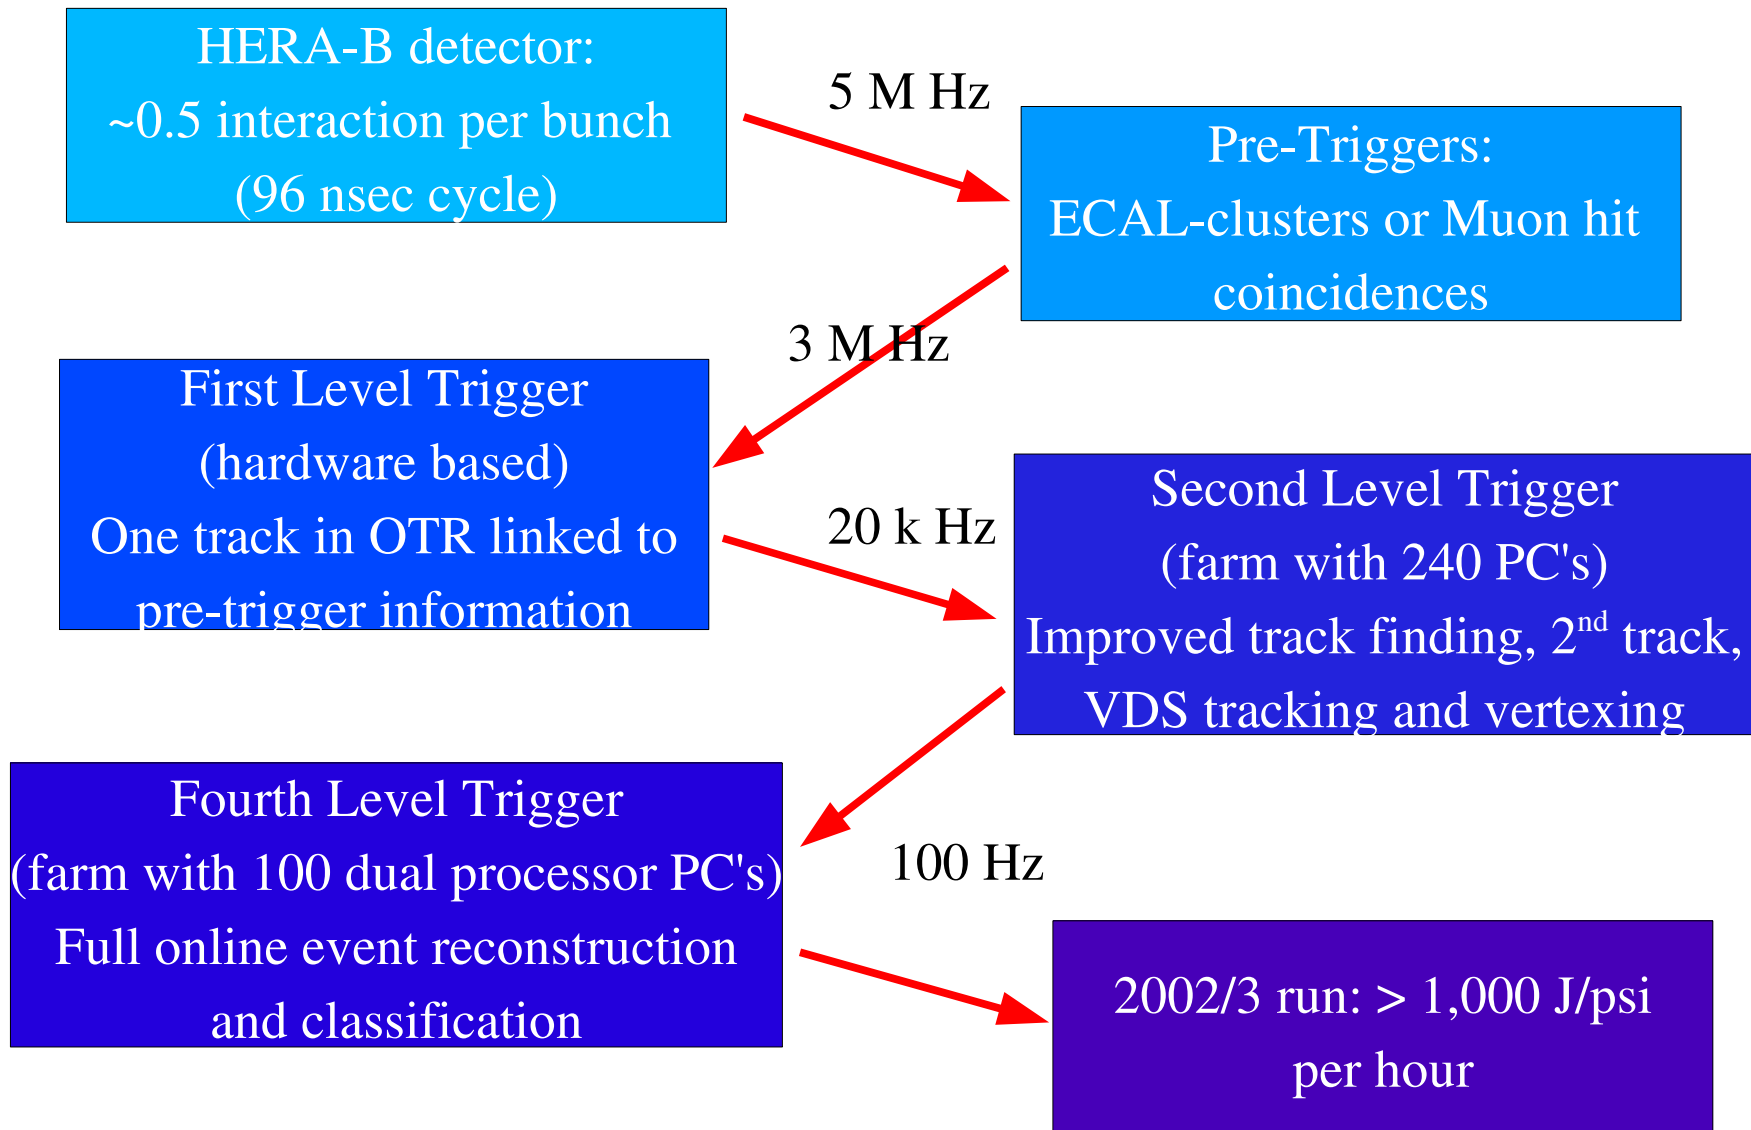 HERA-B detector:
~0.5 interaction per bunch
(96 nsec cycle)
5 M Hz
Pre-Triggers:
ECAL-clusters or Muon hit
coincidences
3 M Hz
First Level Trigger
(hardware based)
One track in OTR linked to
pre-trigger information
20 k Hz
Second Level Trigger
(farm with 240 PC's)
Improved track finding, 2nd track,
VDS tracking and vertexing
Fourth Level Trigger
(farm with 100 dual processor PC's)
Full online event reconstruction
and classification
100 Hz
2002/3 run: > 1,000 J/psi
per hour